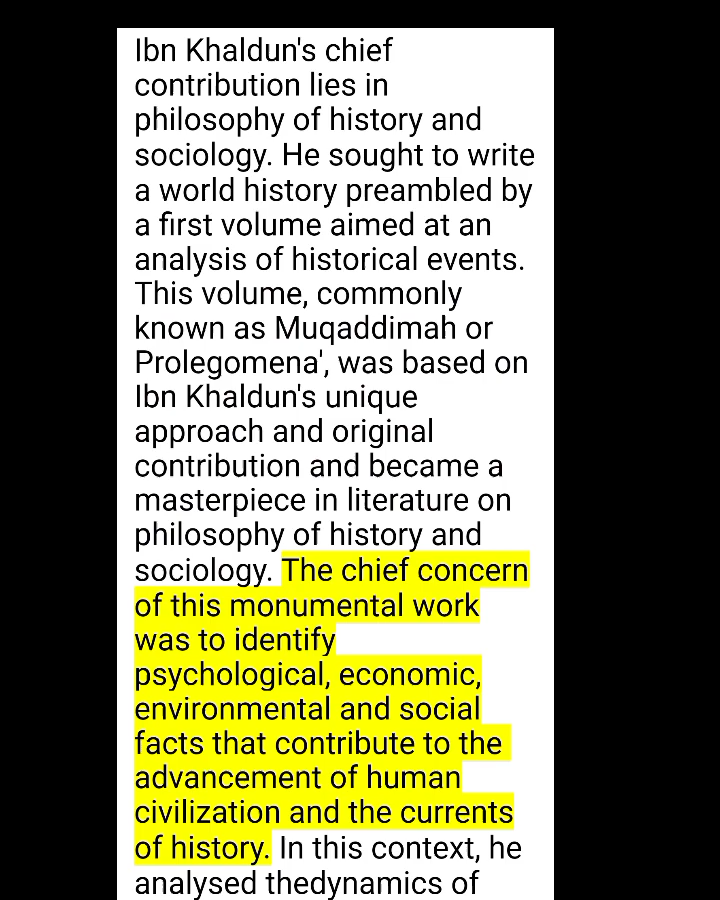 Ibn Khaldun's chief
contribution lies in
philosophy of history and
sociology. He sought to write
a world history preambled by
a first volume aimed at an
analysis of historical events.
This volume, commonly
known as Muqaddimah or
Prolegomena', was based on
Ibn Khaldun's unique
approach and original
contribution and became a
masterpiece in literature on
philosophy of history and
sociology. The chief concern
of this monumental work
was to identify
psychological, economic,
environmental and social
facts that contribute to the
advancement of human
civilization and the currents
of history. In this context, he
analysed thedynamics of